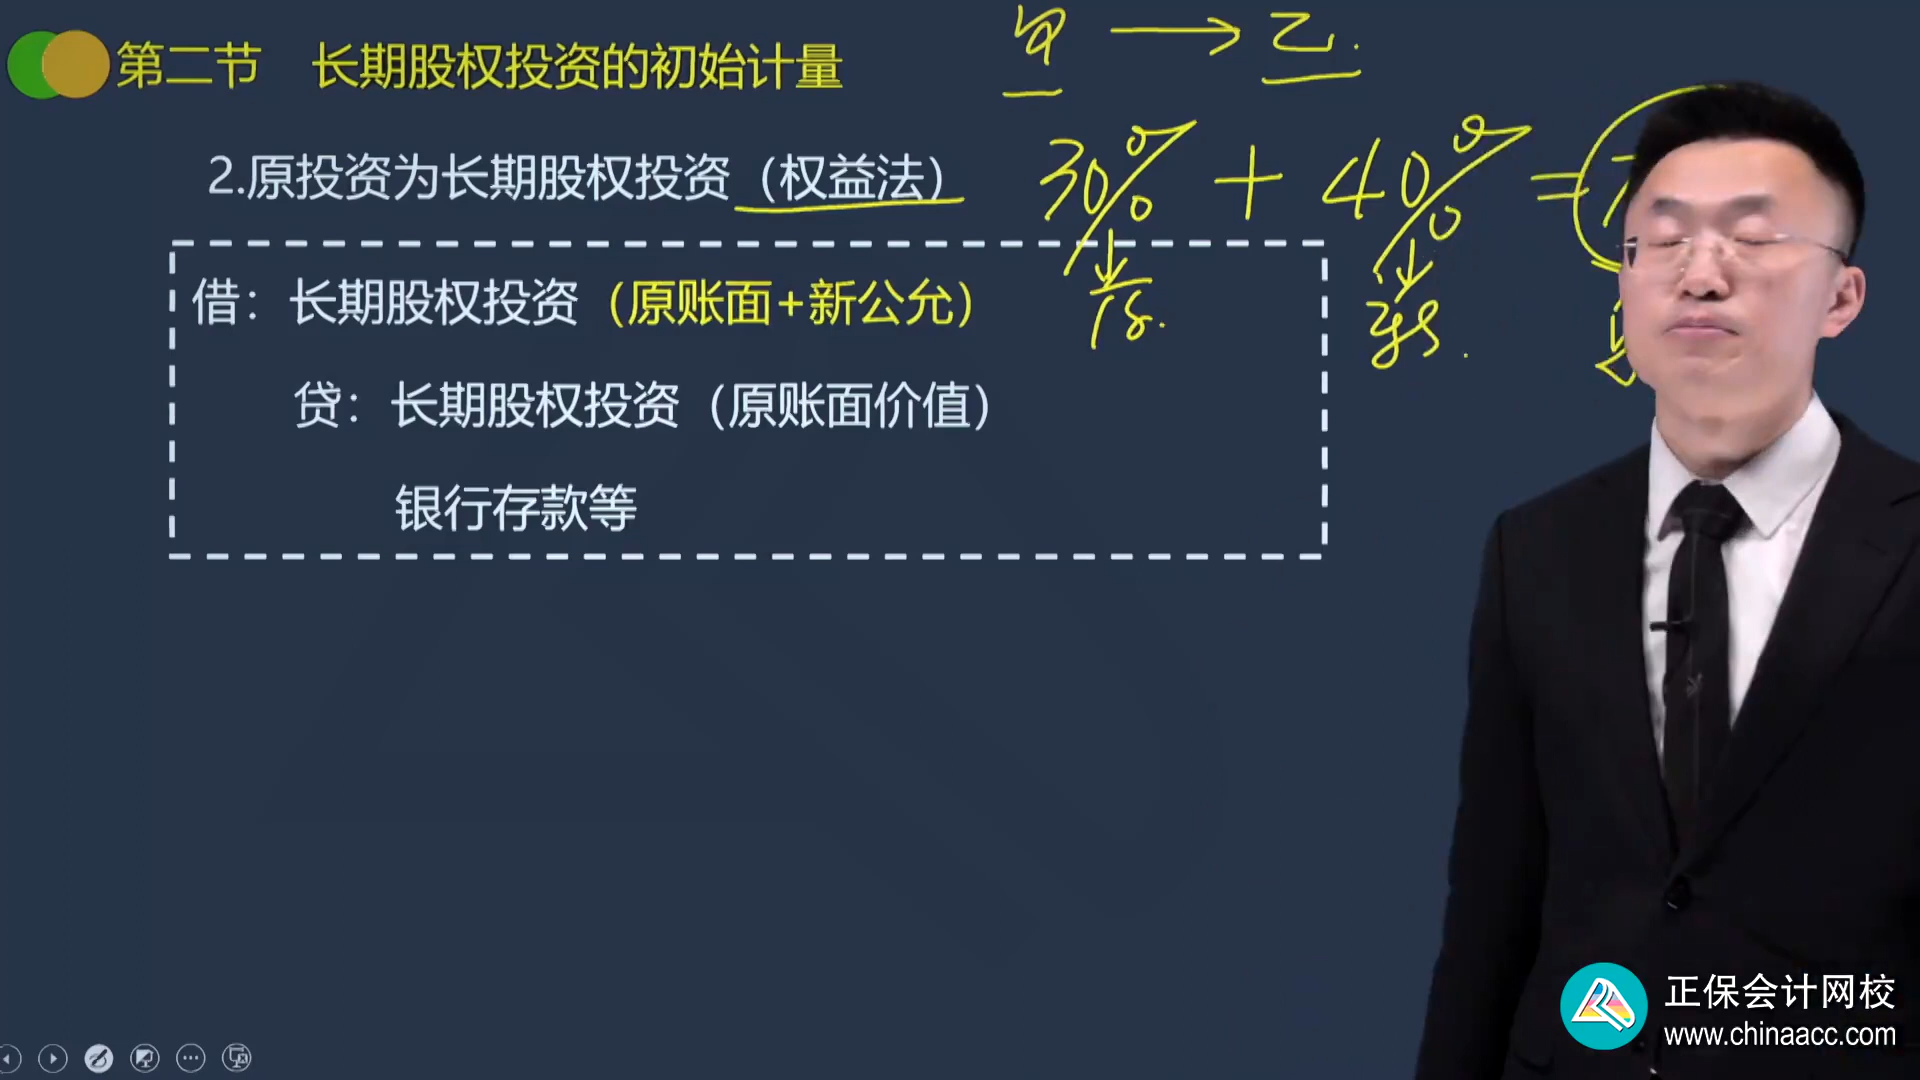 第二节 长期股权投资的初始计量
甲 → 乙.
2.原投资为长期股权投资（权益法）
30% + 40% =
借：长期股权投资（原账面+新公允）
贷：长期股权投资（原账面价值）
银行存款等
正保会计网校
www.chinaacc.com